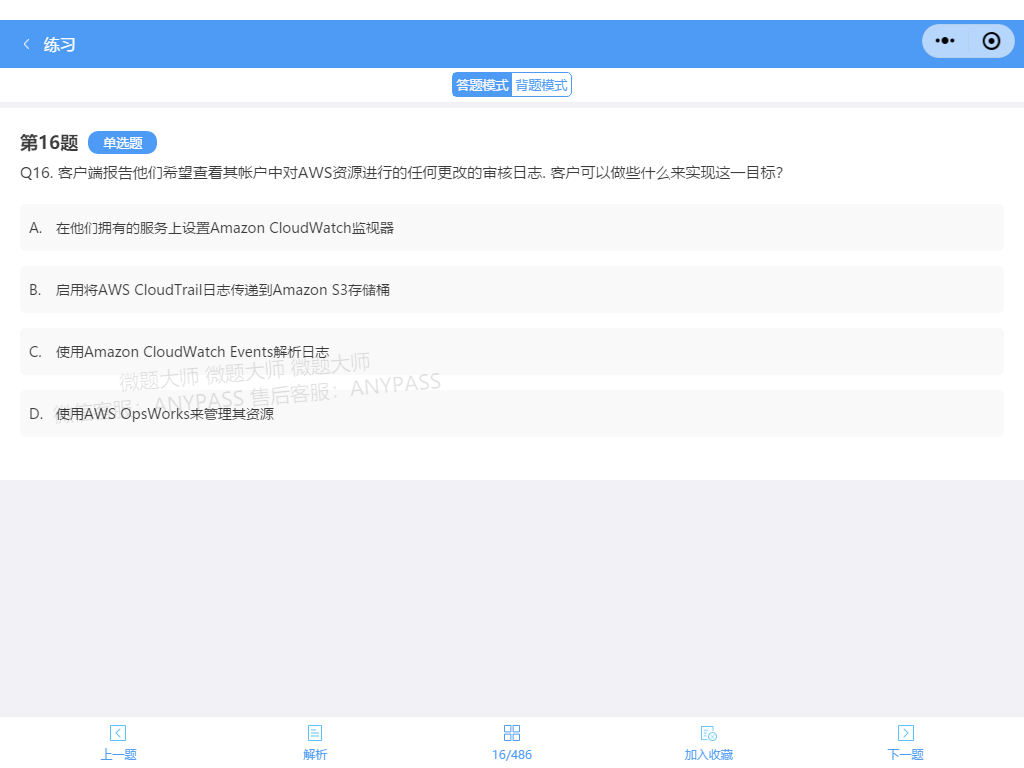 练习
答题模式 背题模式
第16题 单选题
Q16. 客户端报告他们希望查看其帐户中对AWS资源进行的任何更改的审核日志. 客户可以做些什么来实现这一目标?
A. 在他们拥有的服务上设置Amazon CloudWatch监视器
B. 启用将AWS CloudTrail日志传递到Amazon S3存储桶
C. 使用Amazon CloudWatch Events解析日志
微题大师 微题大师 微题大师
微信客服：ANYPASS 售后客服：ANYPASS
D. 使用AWS OpsWorks来管理其资源
上一题 解析 16/486 加入收藏 下一题